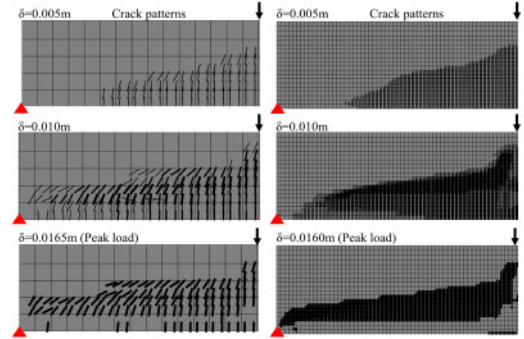 δ=0.005m Crack patterns
δ=0.005m Crack patterns
δ=0.010m
δ=0.010m
δ=0.0165m (Peak load)
δ=0.0160m (Peak load)